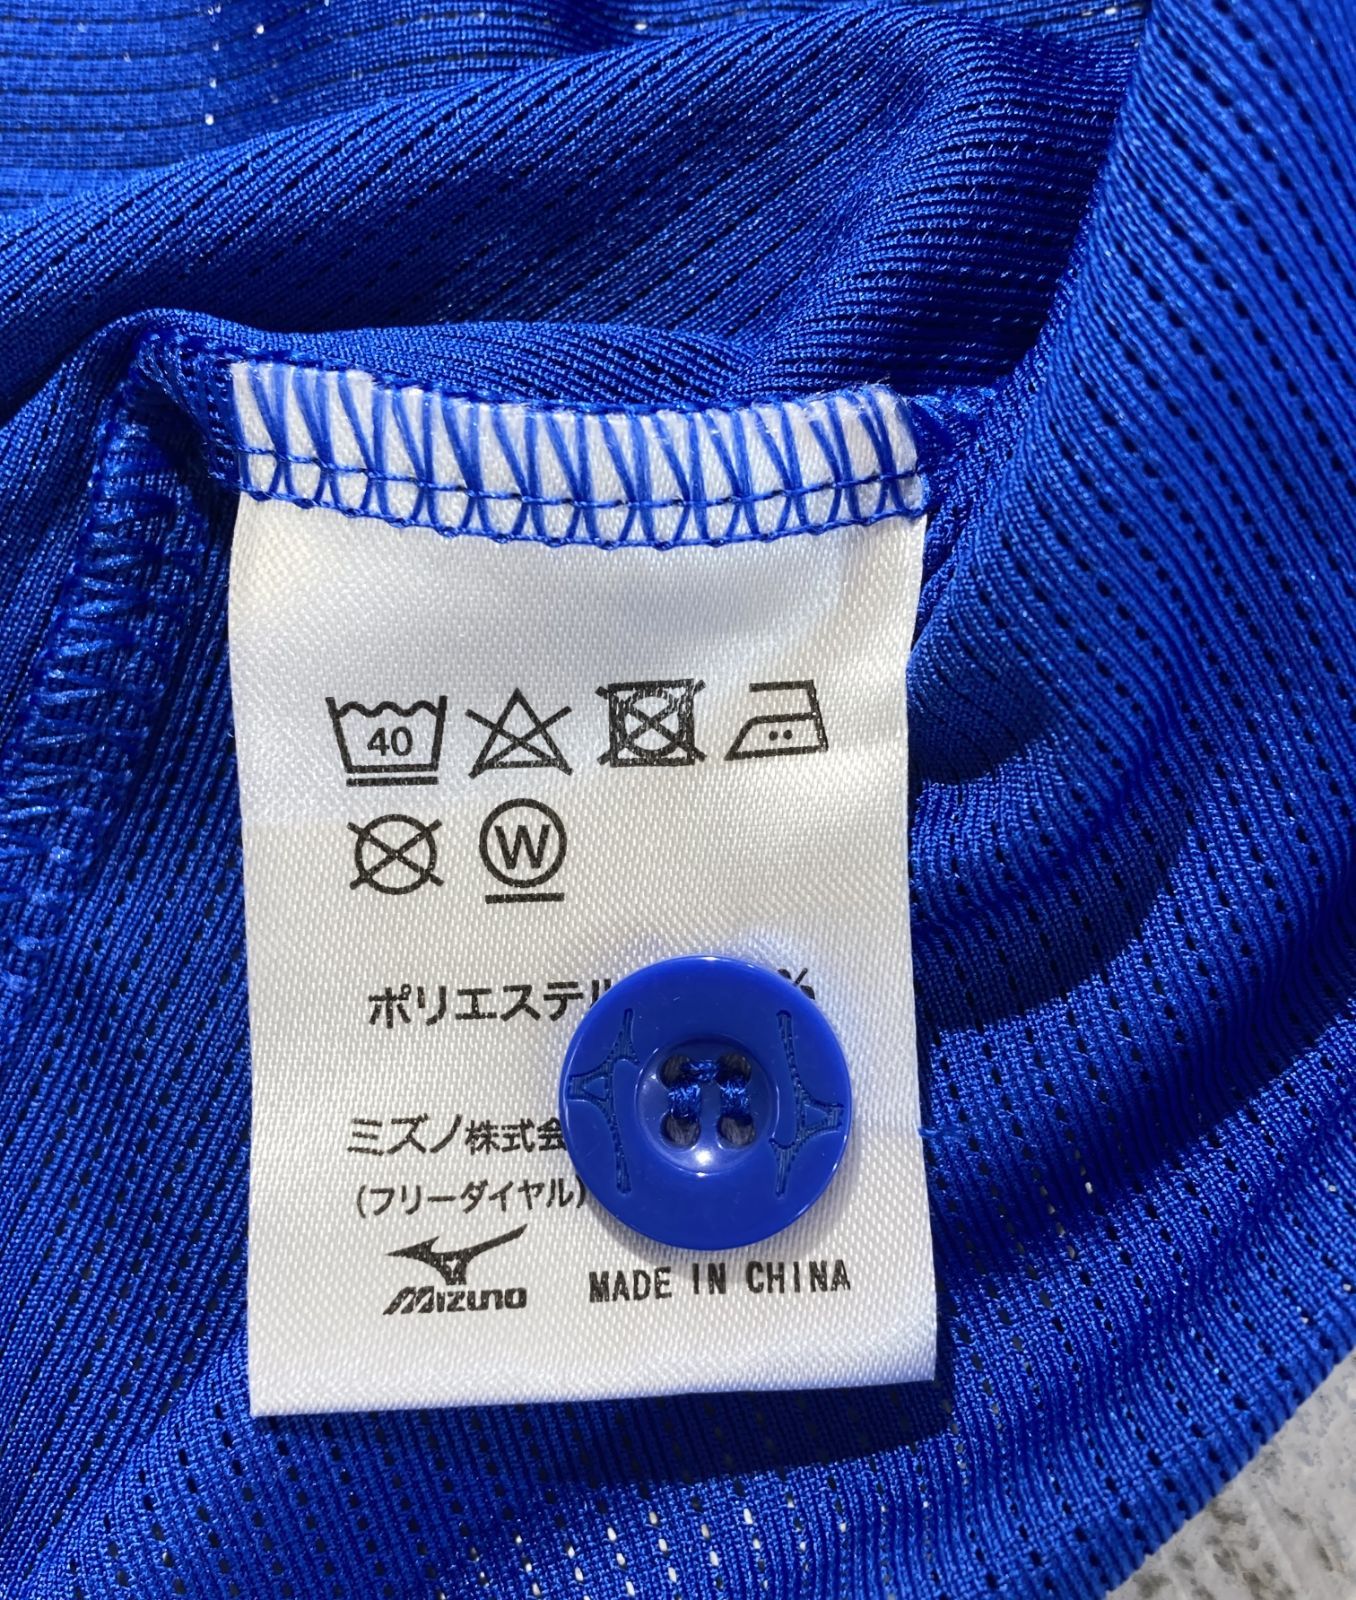 40
W
ポリエステル %
ミズノ株式会
(フリーダイヤル)
Mizuno
MADE IN CHINA